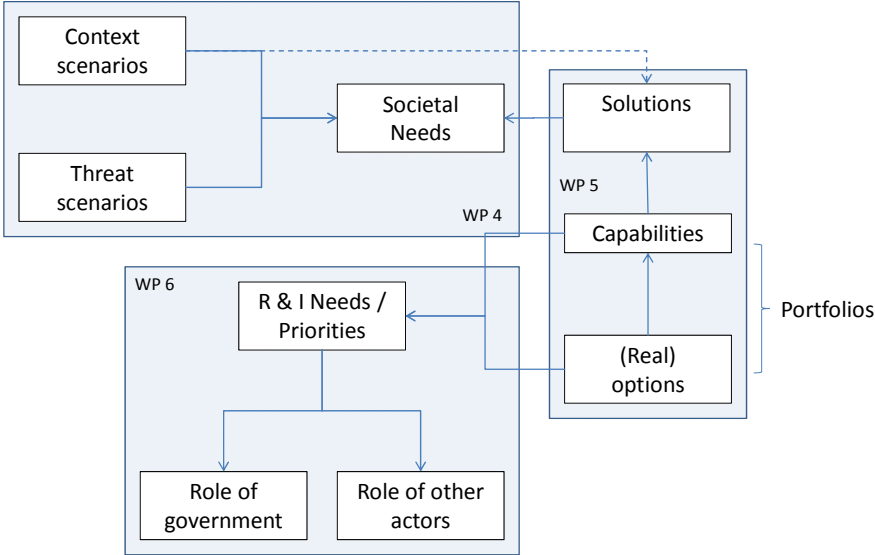 Context
scenarios
Societal
Needs
Threat
scenarios
WP 4
Solutions
WP 5
Capabilities
(Real)
options
Portfolios
WP 6
R & I Needs /
Priorities
Role of
government
Role of other
actors